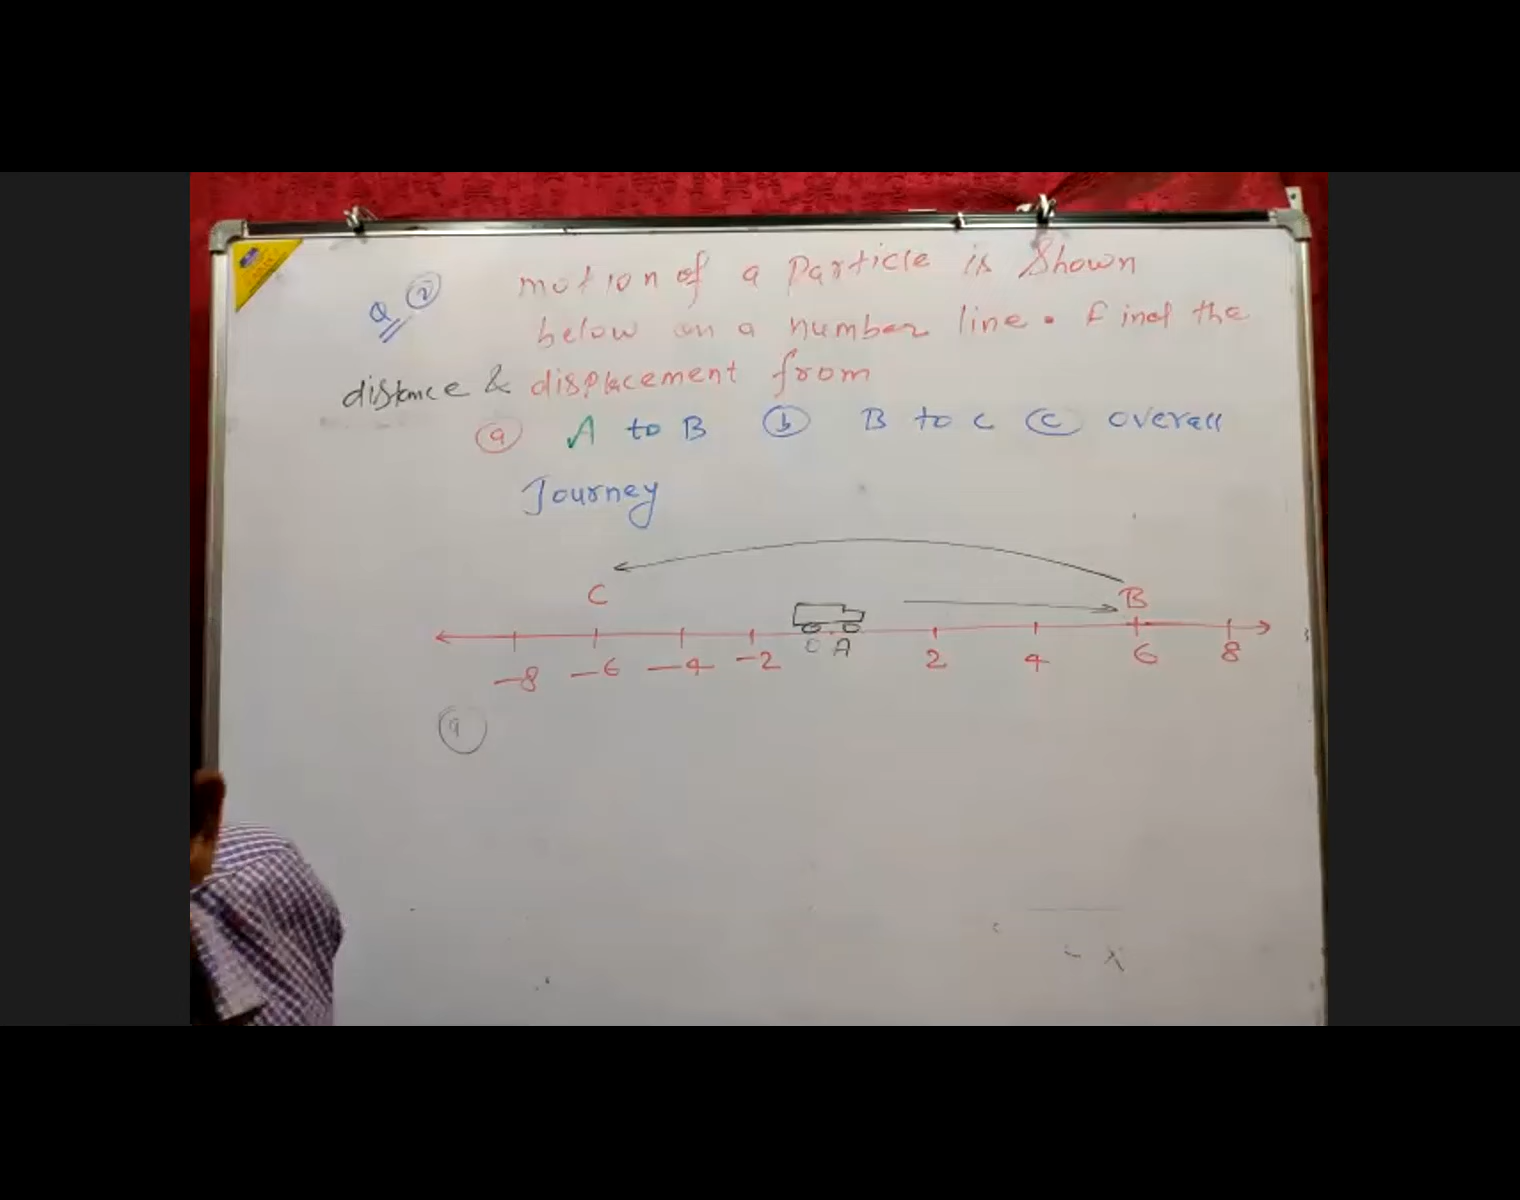 Q ② motion of a Particle is Shown
below on a number line. Find the
distance & displacement from
ⓐ A to B ⓑ B to C ⓒ overall
Journey
C B
-8 -6 -4 -2 O A 2 4 6 8
ⓐ